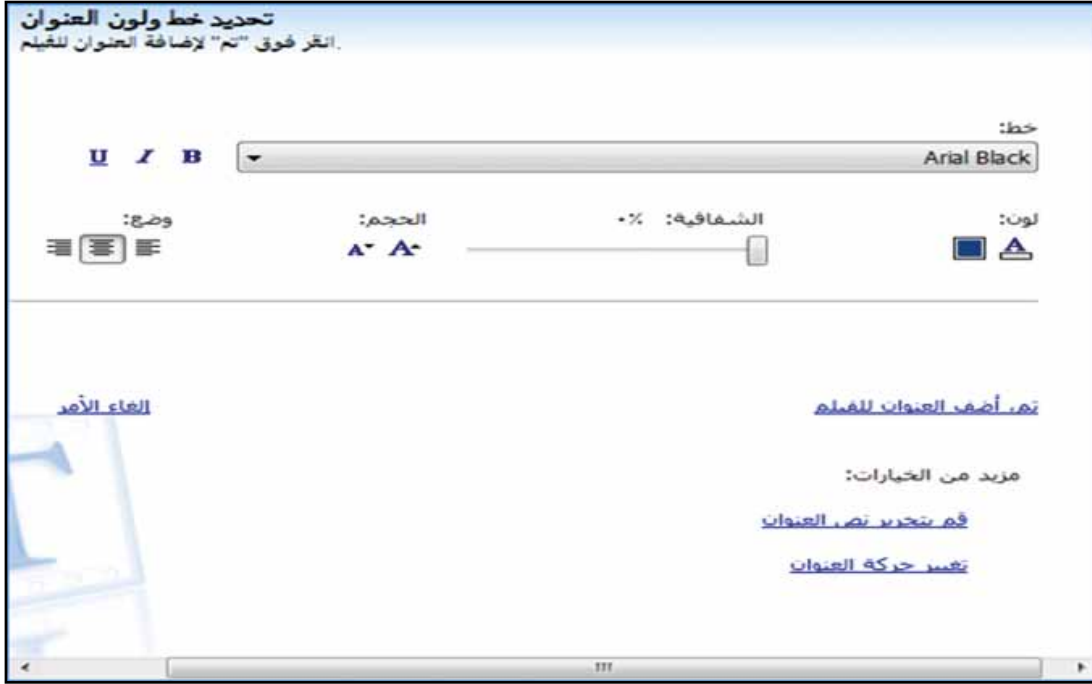 تحديد خط ولون العنوان
انقر فوق "تم" لإضافة العنوان للفيلم.
خط:
Arial Black
B I U
لون: الشفافية: ٠% الحجم: وضع:
تم، أضف العنوان للفيلم
إلغاء الأمر
مزيد من الخيارات:
قم بتحرير نص العنوان
تغيير حركة العنوان